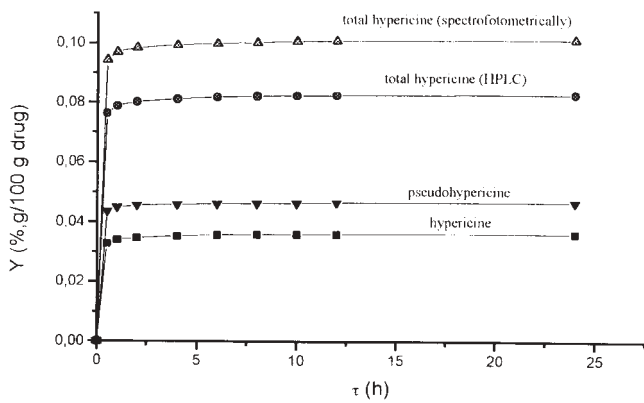 total hypericine (spectrofotometrically)
0,10
total hypericine (HPLC)
0,08
0,06
pseudohypericine
0,04
hypericine
0,02
0,00
0 5 10 15 20 25
Y (%,g/100 g drug)
τ (h)